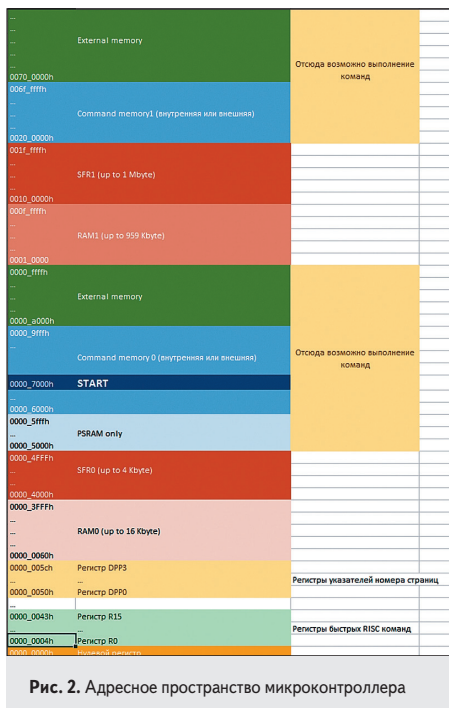 ...
...
External memory
...
...
0070_0000h
Отсюда возможно выполнение
команд
006f_ffffh
...
Command memory1 (внутренняя или внешняя)
...
0020_0000h
001f_ffffh
...
SFR1 (up to 1 Mbyte)
...
0010_0000h
000f_ffffh
...
RAM1 (up to 959 Kbyte)
...
0001_0000
0000_ffffh
...
External memory
...
0000_a000h
0000_9fffh
...
Command memory 0 (внутренняя или внешняя)
Отсюда возможно выполнение
команд
0000_7000h START
...
0000_6000h
0000_5fffh
... PSRAM only
0000_5000h
0000_4FFFh
SFR0 (up to 4 Kbyte)
...
0000_4000h
0000_3FFFh
...
RAM0 (up to 16 Kbyte)
...
0000_0060h
0000_005ch Регистр DPP3
... ... Регистры указателей номера страниц
0000_0050h Регистр DPP0
...
0000_0043h Регистр R15
... ... Регистры быстрых RISC команд
0000_0004h Регистр R0
0000_0000h Нулевой регистр
Рис. 2. Адресное пространство микроконтроллера